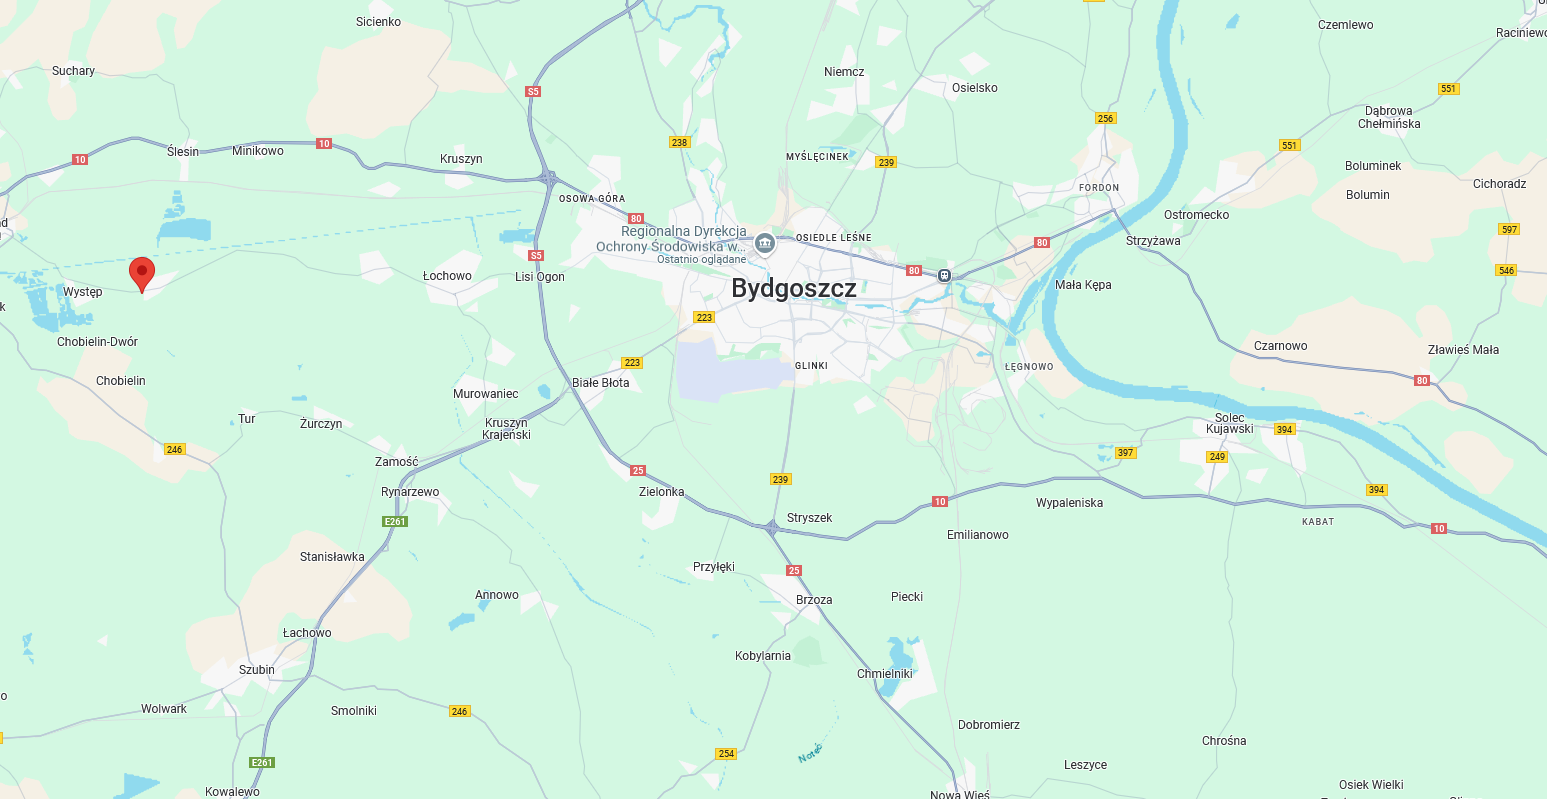 Sicienko
Czemlewo
Raciniewo
Suchary
Niemcz
Osielsko
S5
551
Dąbrowa
Chełmińska
256
551
10
Ślesin
Minikowo
10
Kruszyn
238
MYŚLĘCINEK
239
Boluminek
FORDON
Bolumin
Cichoradz
OSOWA GÓRA
80
Ostromecko
597
Regionalna Dyrekcja
Ochrony Środowiska w...
Ostatnio oglądane
OSIEDLE LEŚNE
80
Strzyżawa
S5
80
546
Łochowo
Lisi Ogon
Występ
Bydgoszcz
Mała Kępa
223
Chobielin-Dwór
Czarnowo
Zławieś Mała
223
GLINKI
ŁĘGNOWO
Chobielin
Białe Błota
80
Murowaniec
Tur
Żurczyn
Kruszyn
Krajeński
Solec
Kujawski
394
246
397
249
Zamość
25
239
Rynarzewo
Zielonka
10
Wypaleniska
394
E261
Stryszek
KABAT
10
Emilianowo
Stanisławka
Przyłęki
25
Annowo
Brzoza
Piecki
Łachowo
Kobylarnia
Szubin
Chmielniki
Wolwark
Smolniki
246
Dobromierz
Chrośna
254
Noteć
E261
Leszyce
Kowalewo
Osiek Wielki
Nowa Wieś